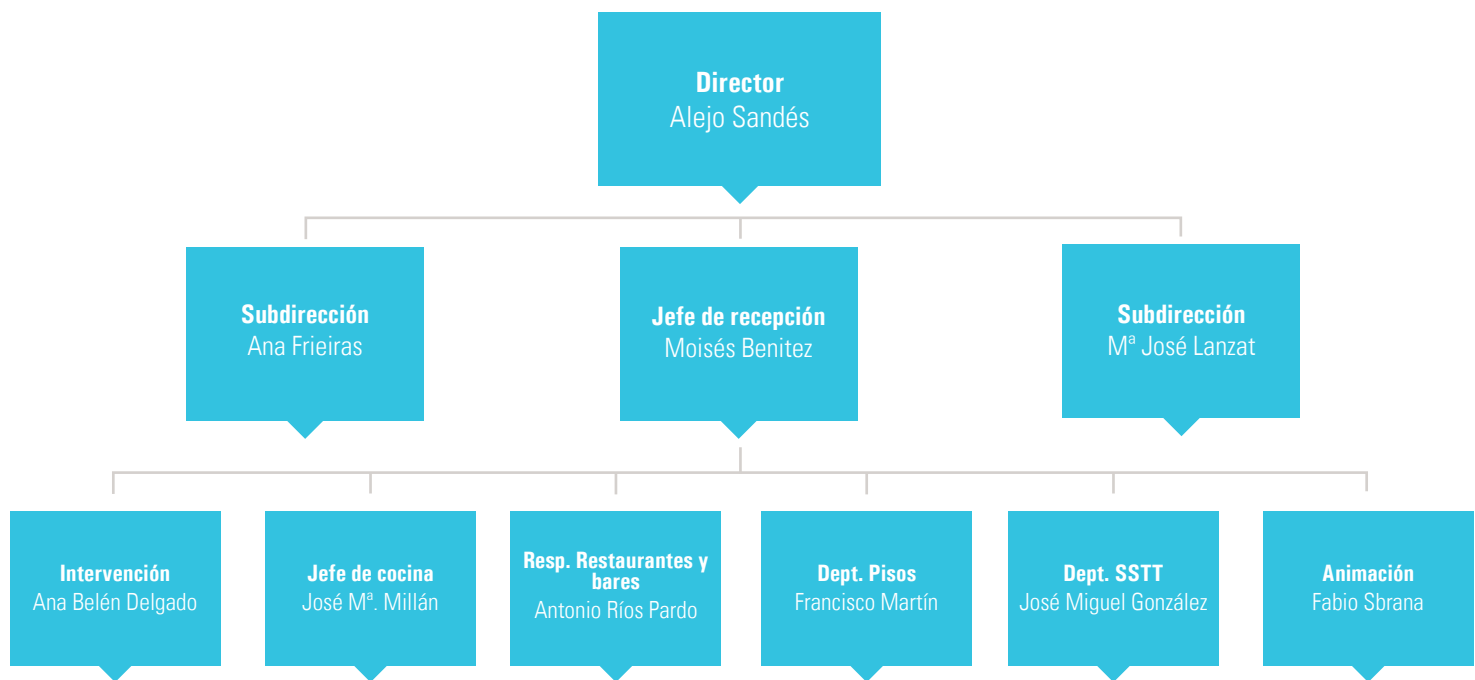 Director
Alejo Sandés
Subdirección
Ana Frieiras
Jefe de recepción
Moisés Benitez
Subdirección
Mª José Lanzat
Intervención
Ana Belén Delgado
Jefe de cocina
José Mª. Millán
Resp. Restaurantes y
bares
Antonio Ríos Pardo
Dept. Pisos
Francisco Martín
Dept. SSTT
José Miguel González
Animación
Fabio Sbrana